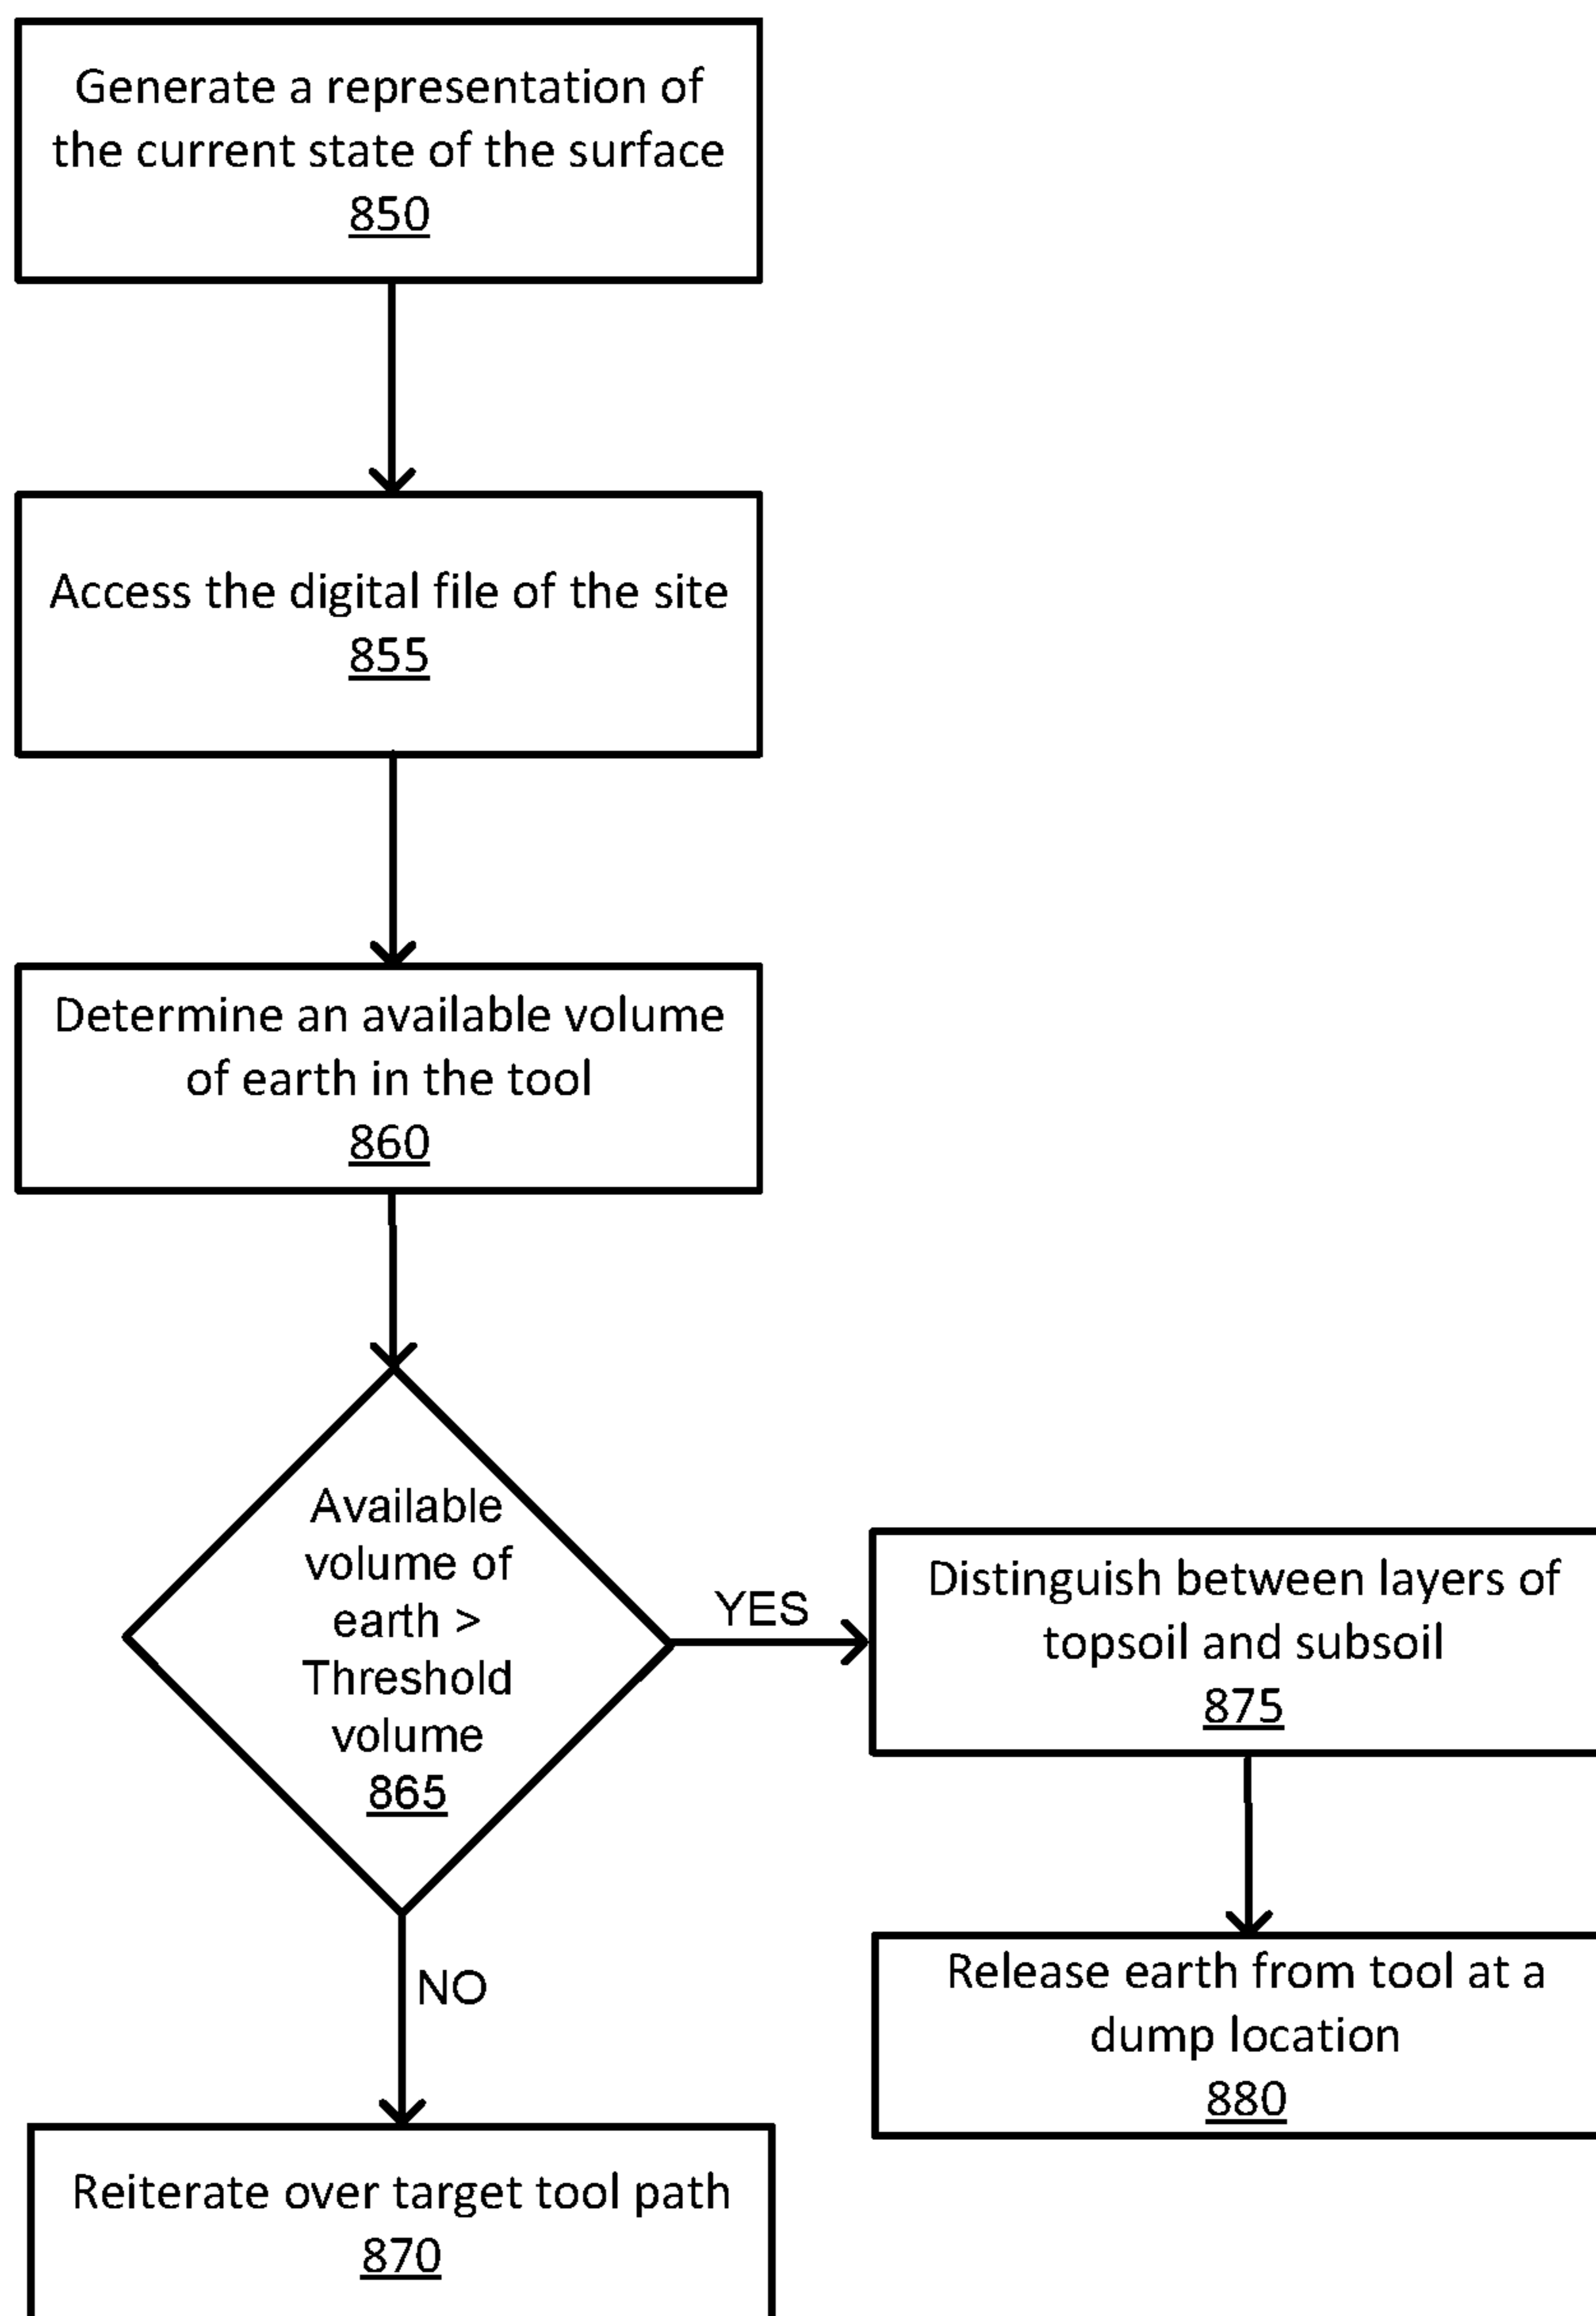 Generate a representation of
the current state of the surface
850
Access the digital file of the site
855
Determine an available volume
of earth in the tool
860
Available
volume of
earth >
Threshold
volume
865
YES
Distinguish between layers of
topsoil and subsoil
875
Release earth from tool at a
dump location
880
NO
Reiterate over target tool path
870